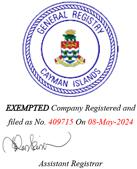 GENERAL REGISTRY
CAYMAN ISLANDS
EXEMPTED Company Registered and
filed as No. 409715 On 08-May-2024
Assistant Registrar